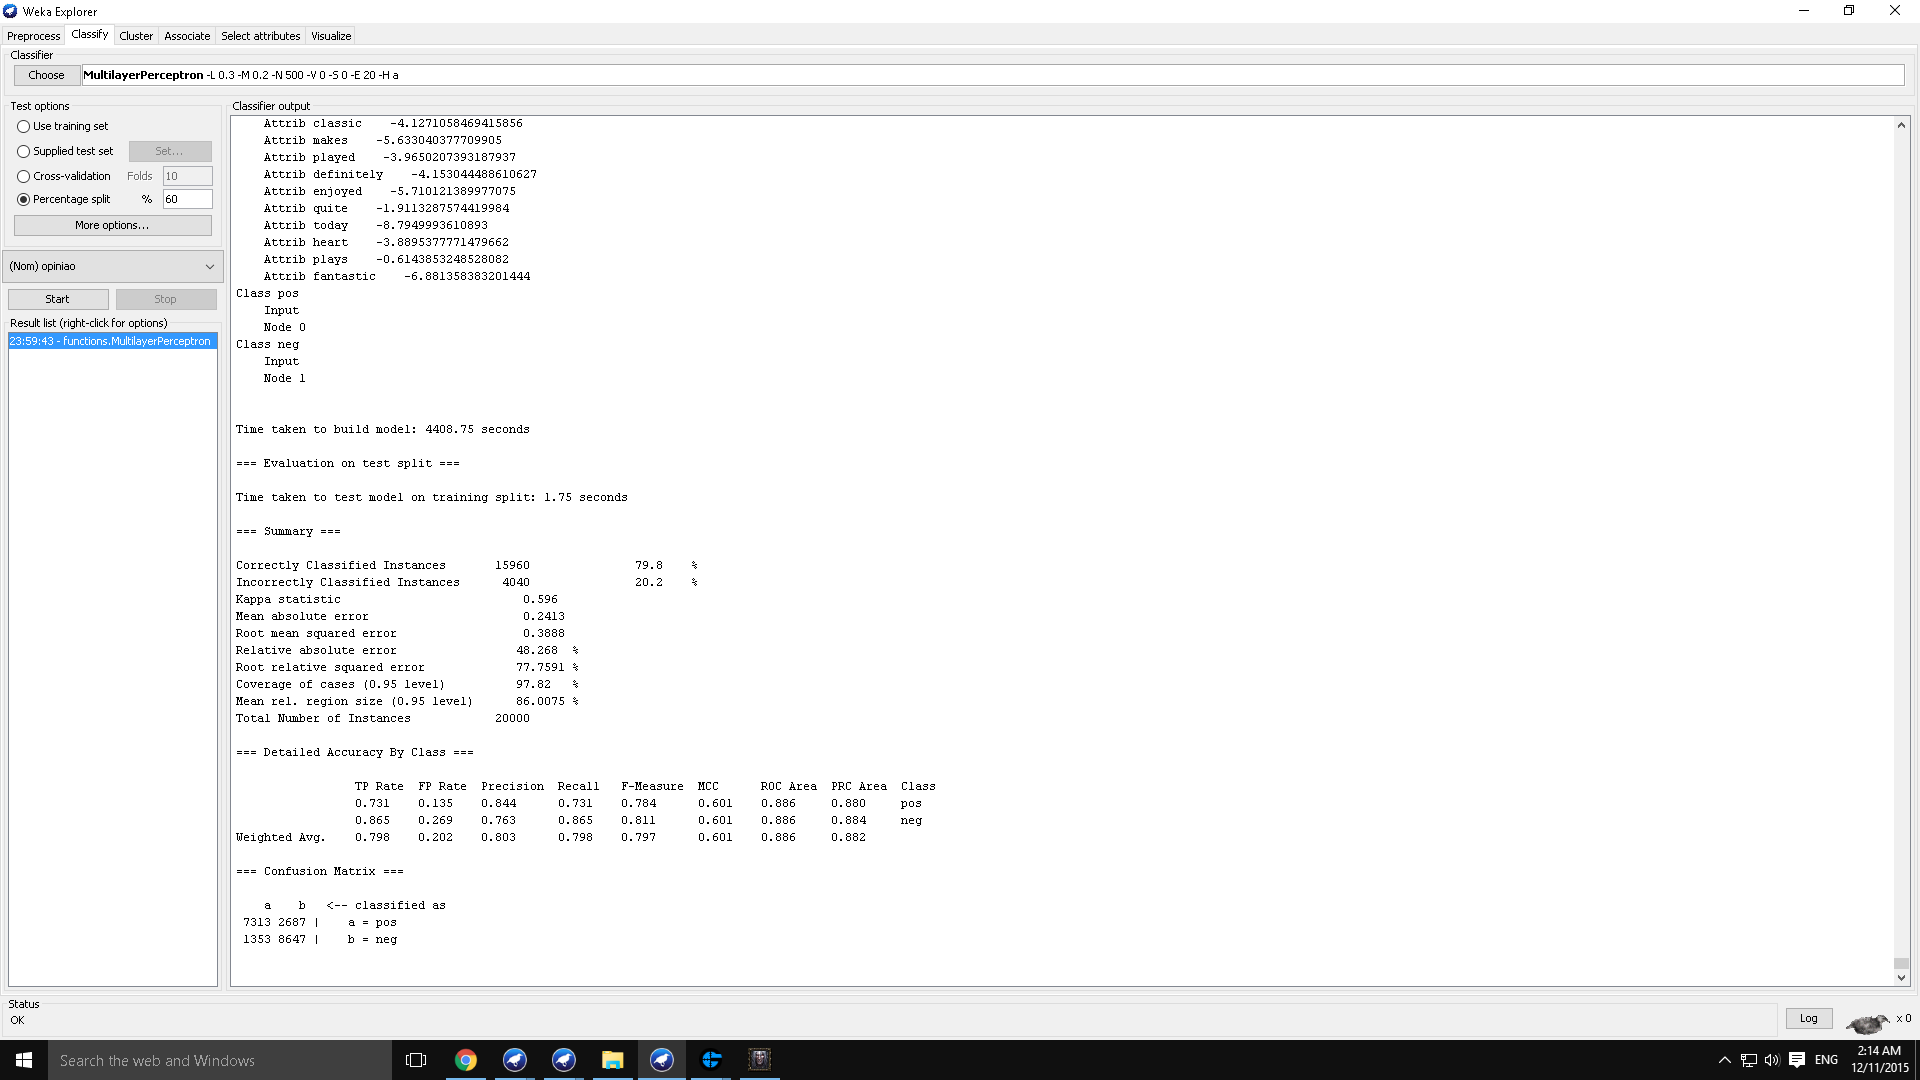 Weka Explorer
Preprocess Classify Cluster Associate Select attributes Visualize
Classifier
Choose MultilayerPerceptron -L 0.3 -M 0.2 -N 500 -V 0 -S 0 -E 20 -H a
Test options
Use training set
Supplied test set Set...
Cross-validation Folds 10
Percentage split % 60
More options...
(Nom) opiniao
Start Stop
Result list (right-click for options)
23:59:43 - functions.MultilayerPerceptron
Classifier output
Attrib classic -4.1271058469415856
Attrib makes -5.633040377709905
Attrib played -3.9650207393187937
Attrib definitely -4.153044488610627
Attrib enjoyed -5.710121389977075
Attrib quite -1.9113287574419984
Attrib today -8.7949993610893
Attrib heart -3.8895377771479662
Attrib plays -0.6143853248528082
Attrib fantastic -6.881358383201444
Class pos
Input
Node 0
Class neg
Input
Node 1
Time taken to build model: 4408.75 seconds
=== Evaluation on test split ===
Time taken to test model on training split: 1.75 seconds
=== Summary ===
Correctly Classified Instances 15960 79.8 %
Incorrectly Classified Instances 4040 20.2 %
Kappa statistic 0.596
Mean absolute error 0.2413
Root mean squared error 0.3888
Relative absolute error 48.268 %
Root relative squared error 77.7591 %
Coverage of cases (0.95 level) 97.82 %
Mean rel. region size (0.95 level) 86.0075 %
Total Number of Instances 20000
=== Detailed Accuracy By Class ===
TP Rate FP Rate Precision Recall F-Measure MCC ROC Area PRC Area Class
0.731 0.135 0.844 0.731 0.784 0.601 0.886 0.880 pos
0.865 0.269 0.763 0.865 0.811 0.601 0.886 0.884 neg
Weighted Avg. 0.798 0.202 0.803 0.798 0.797 0.601 0.886 0.882
=== Confusion Matrix ===
a b <-- classified as
7313 2687 | a = pos
1353 8647 | b = neg
Status
OK
Log x 0
Search the web and Windows
ENG
2:14 AM
12/11/2015